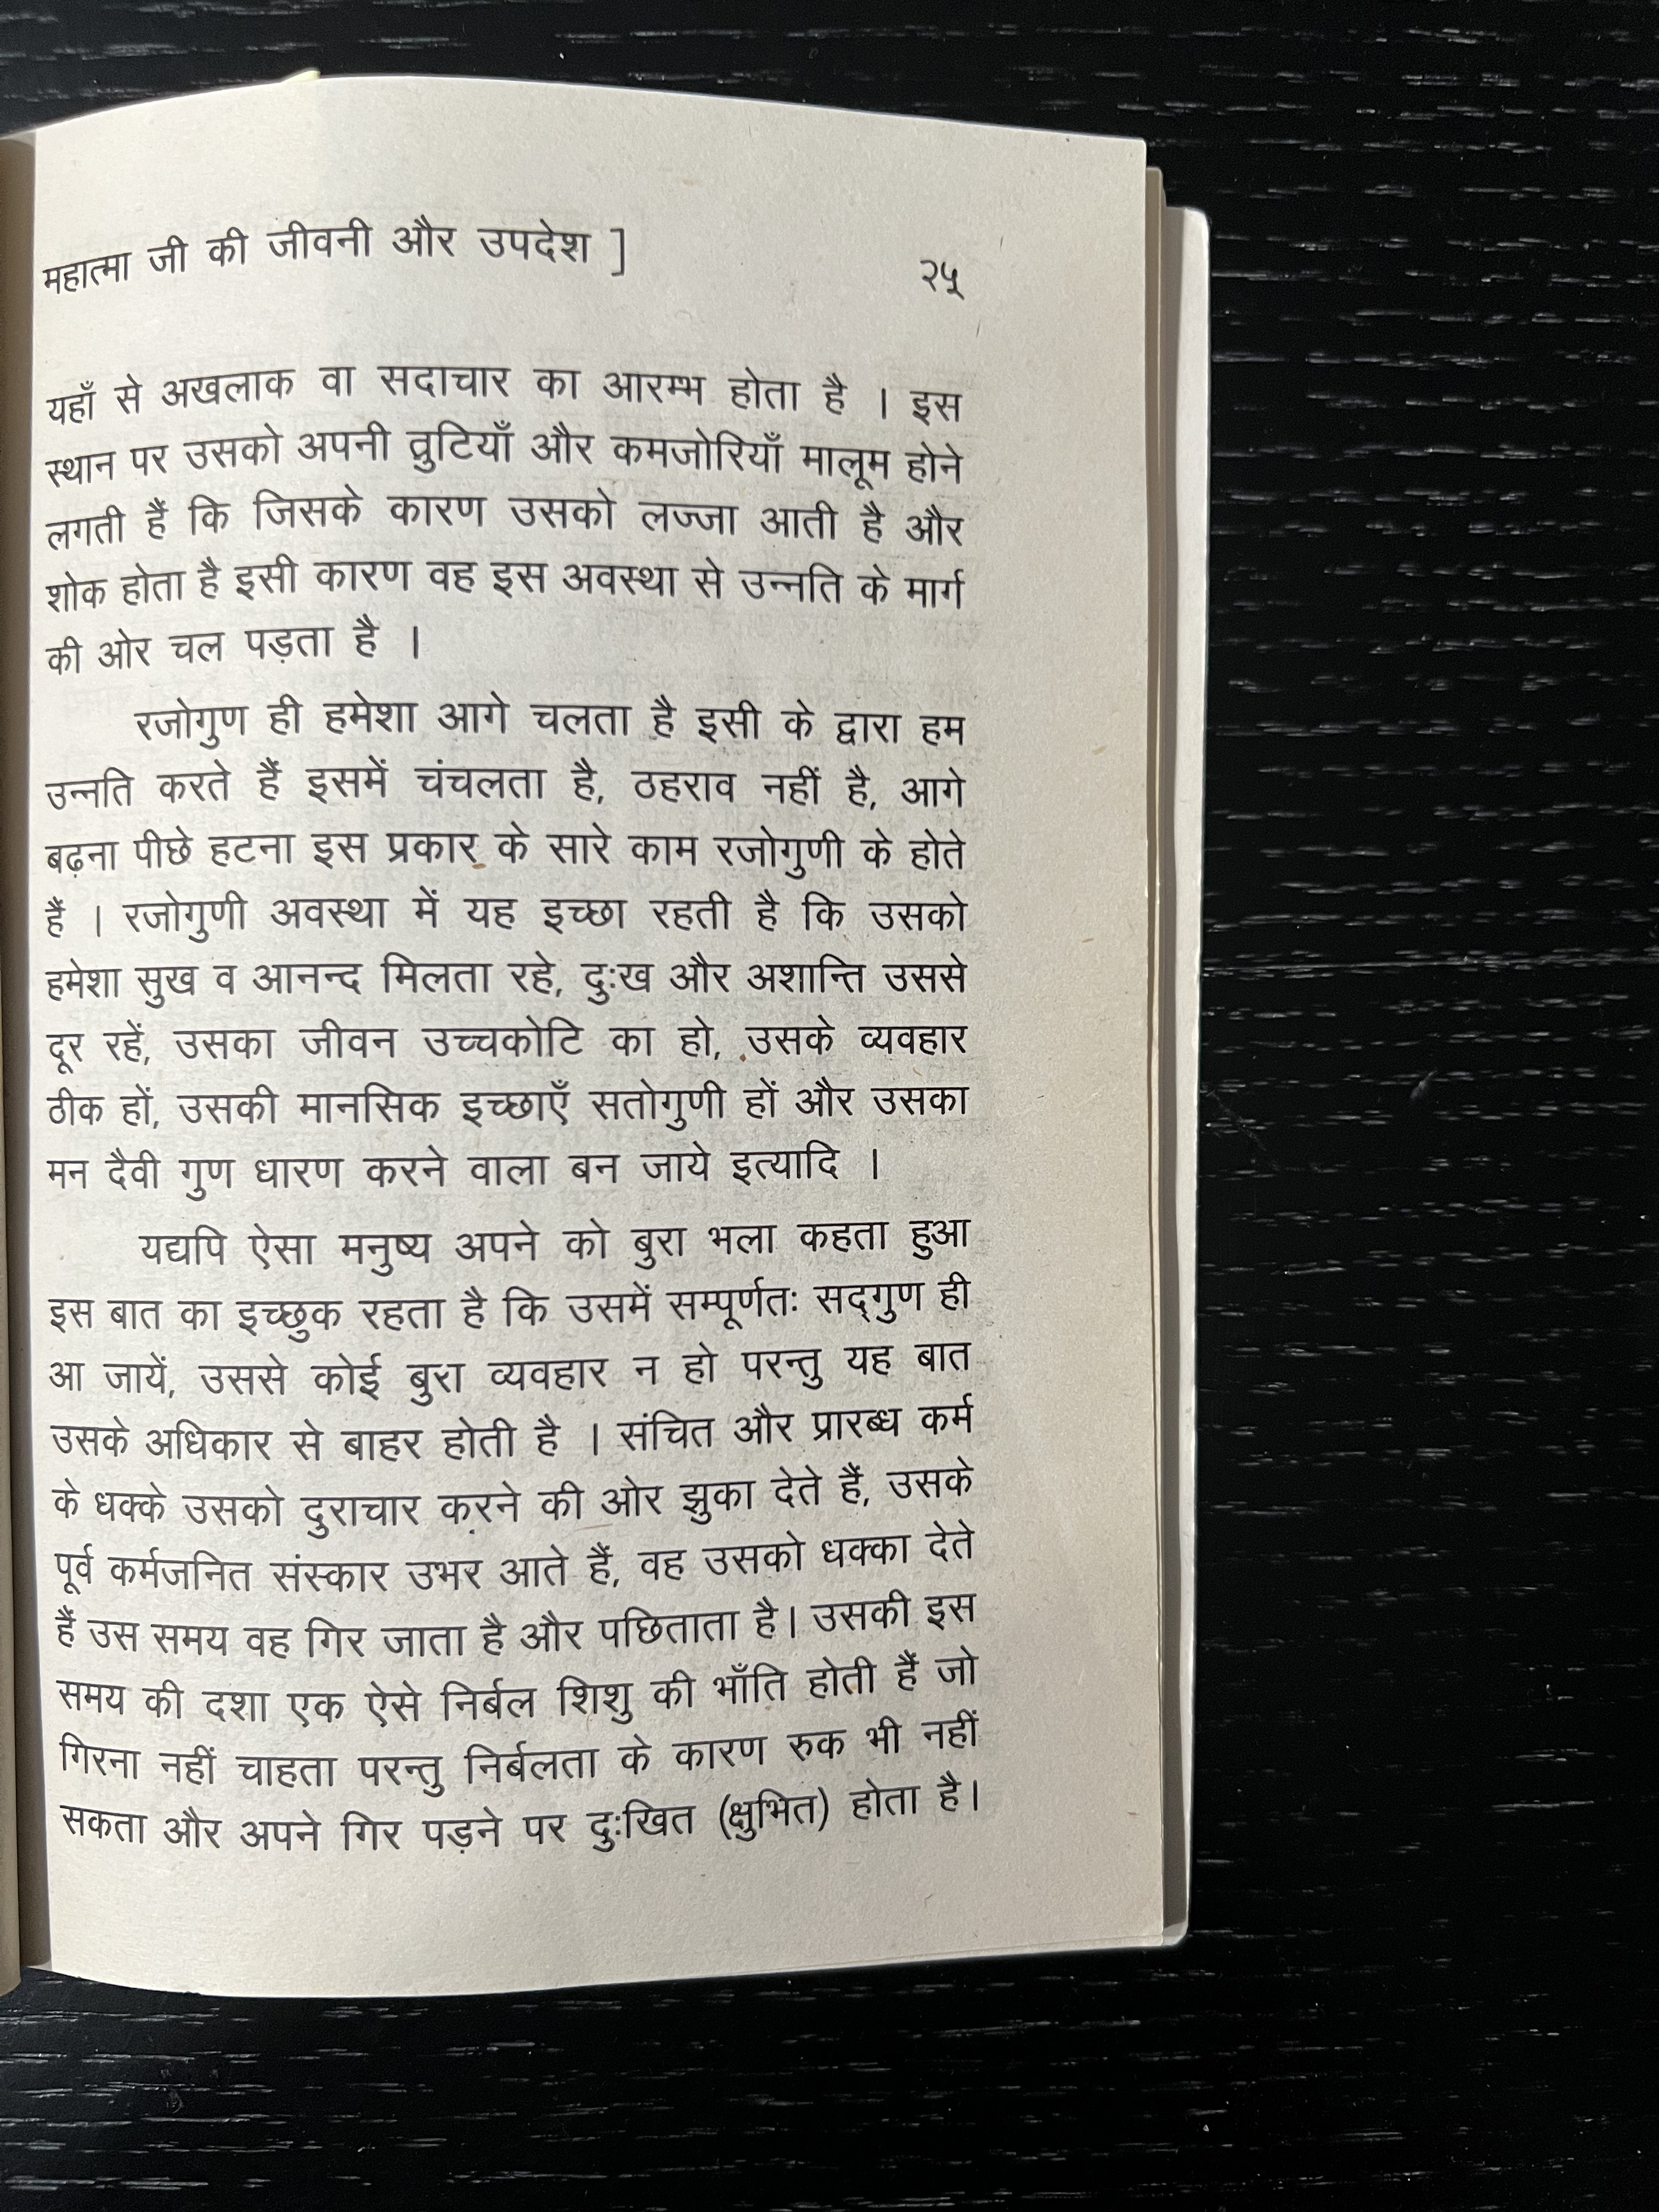 महात्मा जी की जीवनी और उपदेश ]
२५
यहाँ से अखलाक वा सदाचार का आरम्भ होता है । इस
स्थान पर उसको अपनी त्रुटियाँ और कमजोरियाँ मालूम होने
लगती हैं कि जिसके कारण उसको लज्जा आती है और
शोक होता है इसी कारण वह इस अवस्था से उन्नति के मार्ग
की ओर चल पड़ता है ।
रजोगुण ही हमेशा आगे चलता है इसी के द्वारा हम
उन्नति करते हैं इसमें चंचलता है, ठहराव नहीं है, आगे
बढ़ना पीछे हटना इस प्रकार के सारे काम रजोगुणी के होते
हैं । रजोगुणी अवस्था में यह इच्छा रहती है कि उसको
हमेशा सुख व आनन्द मिलता रहे, दुःख और अशान्ति उससे
दूर रहें, उसका जीवन उच्चकोटि का हो, उसके व्यवहार
ठीक हों, उसकी मानसिक इच्छाएँ सतोगुणी हों और उसका
मन दैवी गुण धारण करने वाला बन जाये इत्यादि ।
यद्यपि ऐसा मनुष्य अपने को बुरा भला कहता हुआ
इस बात का इच्छुक रहता है कि उसमें सम्पूर्णतः सद्‌गुण ही
आ जायें, उससे कोई बुरा व्यवहार न हो परन्तु यह बात
उसके अधिकार से बाहर होती है । संचित और प्रारब्ध कर्म
के धक्के उसको दुराचार करने की ओर झुका देते हैं, उसके
पूर्व कर्मजनित संस्कार उभर आते हैं, वह उसको धक्का देते
हैं उस समय वह गिर जाता है और पछिताता है। उसकी इस
समय की दशा एक ऐसे निर्बल शिशु की भाँति होती हैं जो
गिरना नहीं चाहता परन्तु निर्बलता के कारण रुक भी नहीं
सकता और अपने गिर पड़ने पर दुःखित (क्षुभित) होता है।